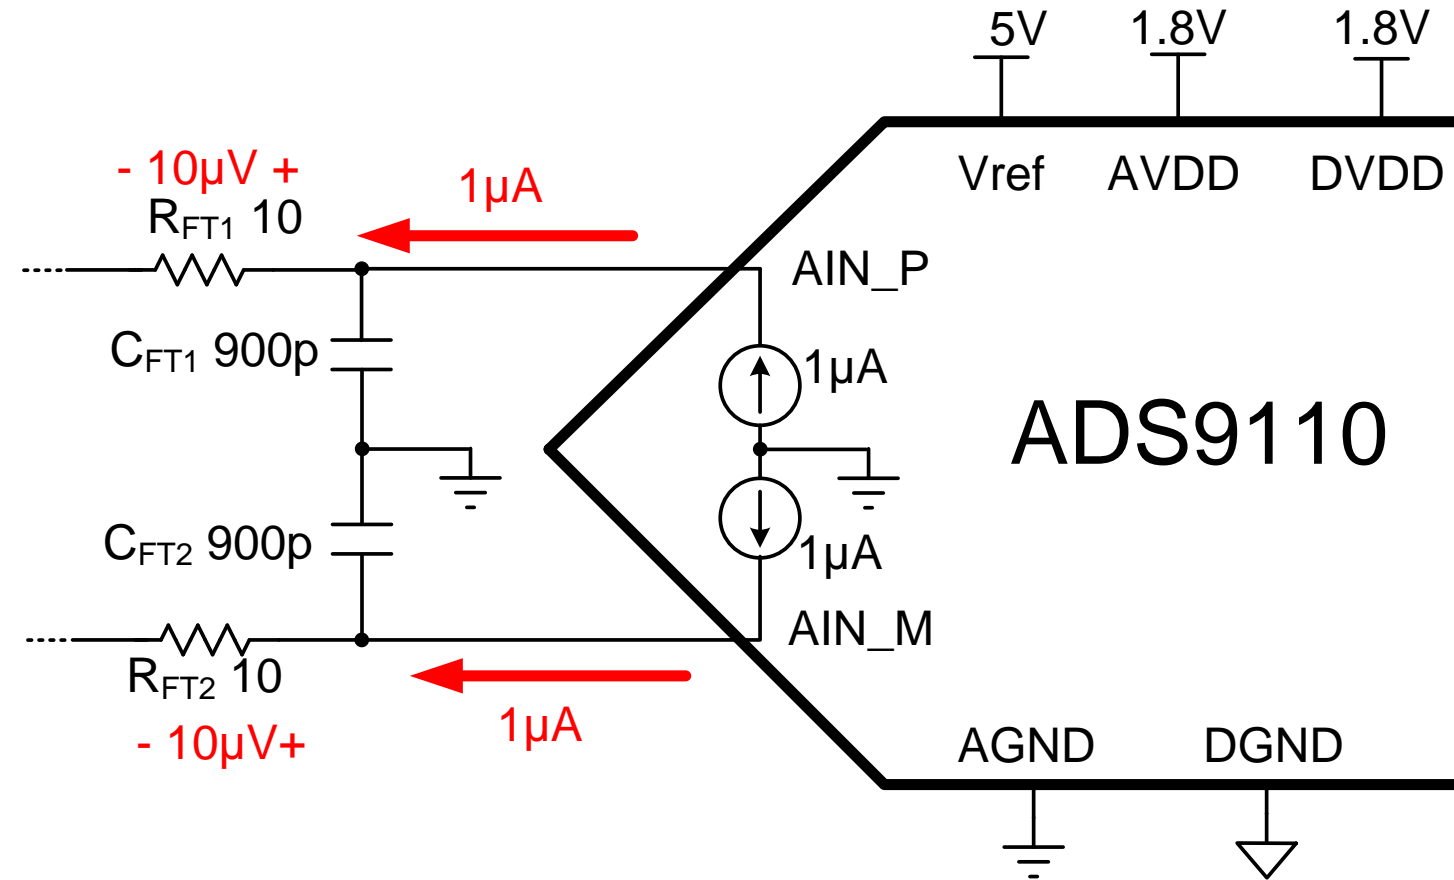 5V
1.8V
1.8V
Vref
AVDD
DVDD
- 10µV +
RFT1 10
1µA
AIN_P
CFT1 900p
1µA
ADS9110
CFT2 900p
1µA
AIN_M
RFT2 10
- 10µV+
1µA
AGND
DGND